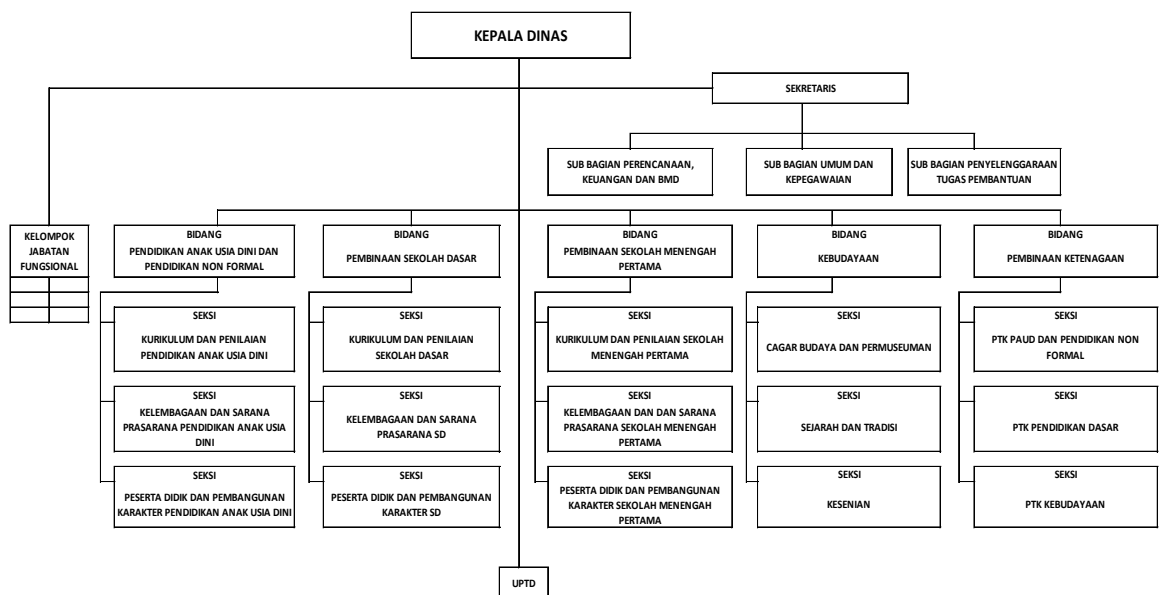 KEPALA DINAS
SEKRETARIS
SUB BAGIAN PERENCANAAN,
KEUANGAN DAN BMD
SUB BAGIAN UMUM DAN
KEPEGAWAIAN
SUB BAGIAN PENYELENGGARAAN
TUGAS PEMBANTUAN
KELOMPOK
JABATAN
FUNGSIONAL
BIDANG
PENDIDIKAN ANAK USIA DINI DAN
PENDIDIKAN NON FORMAL
BIDANG
PEMBINAAN SEKOLAH DASAR
BIDANG
PEMBINAAN SEKOLAH MENENGAH
PERTAMA
BIDANG
KEBUDAYAAN
BIDANG
PEMBINAAN KETENAGAAN
SEKSI
KURIKULUM DAN PENILAIAN
PENDIDIKAN ANAK USIA DINI
SEKSI
KURIKULUM DAN PENILAIAN
SEKOLAH DASAR
SEKSI
KURIKULUM DAN PENILAIAN SEKOLAH
MENENGAH PERTAMA
SEKSI
CAGAR BUDAYA DAN PERMUSEUMAN
SEKSI
PTK PAUD DAN PENDIDIKAN NON
FORMAL
SEKSI
KELEMBAGAAN DAN SARANA
PRASARANA PENDIDIKAN ANAK USIA
DINI
SEKSI
KELEMBAGAAN DAN SARANA
PRASARANA SD
SEKSI
KELEMBAGAAN DAN DAN SARANA
PRASARANA SEKOLAH MENENGAH
PERTAMA
SEKSI
SEJARAH DAN TRADISI
SEKSI
PTK PENDIDIKAN DASAR
SEKSI
PESERTA DIDIK DAN PEMBANGUNAN
KARAKTER PENDIDIKAN ANAK USIA DINI
SEKSI
PESERTA DIDIK DAN PEMBANGUNAN
KARAKTER SD
SEKSI
PESERTA DIDIK DAN PEMBANGUNAN
KARAKTER SEKOLAH MENENGAH
PERTAMA
SEKSI
KESENIAN
SEKSI
PTK KEBUDAYAAN
UPTD